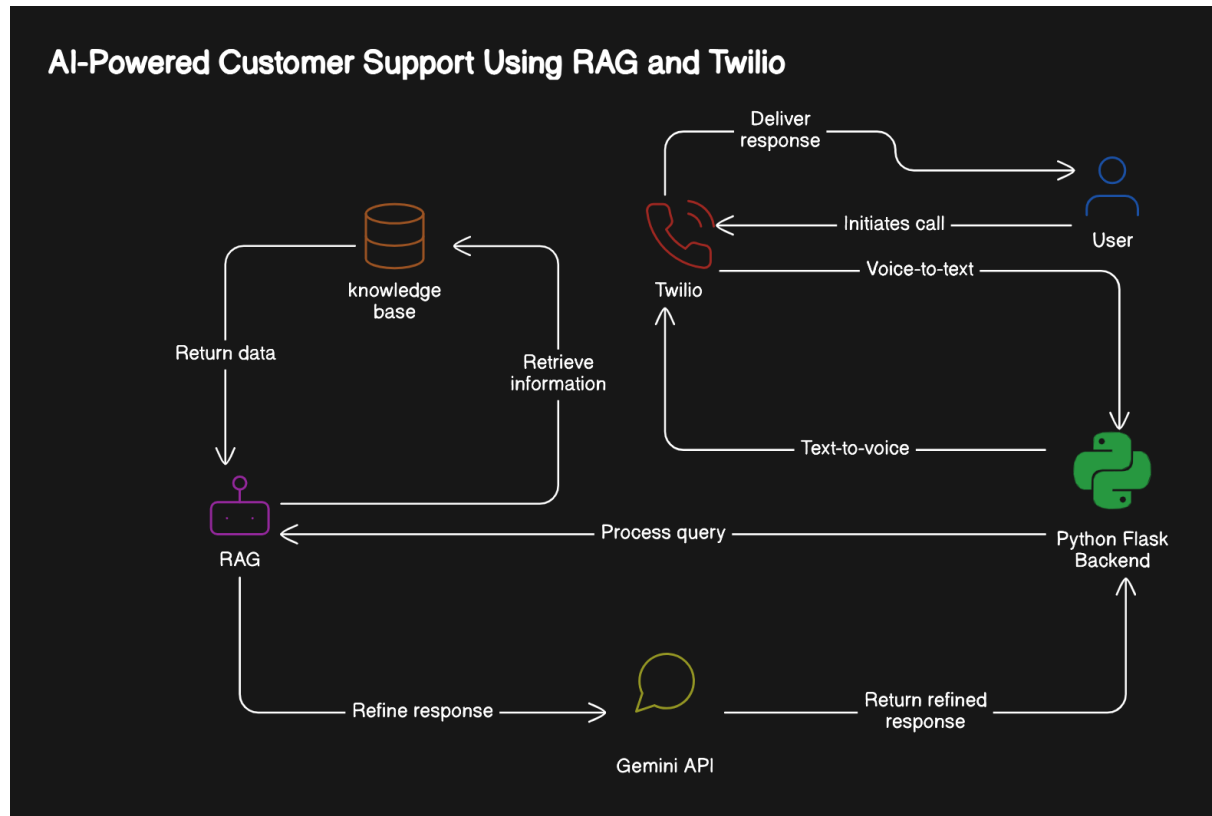 AI-Powered Customer Support Using RAG and Twilio
Deliver
response
Initiates call
User
Voice-to-text
Twilio
knowledge
base
Return data
Retrieve
information
Text-to-voice
Process query
Python Flask
Backend
RAG
Refine response
Return refined
response
Gemini API